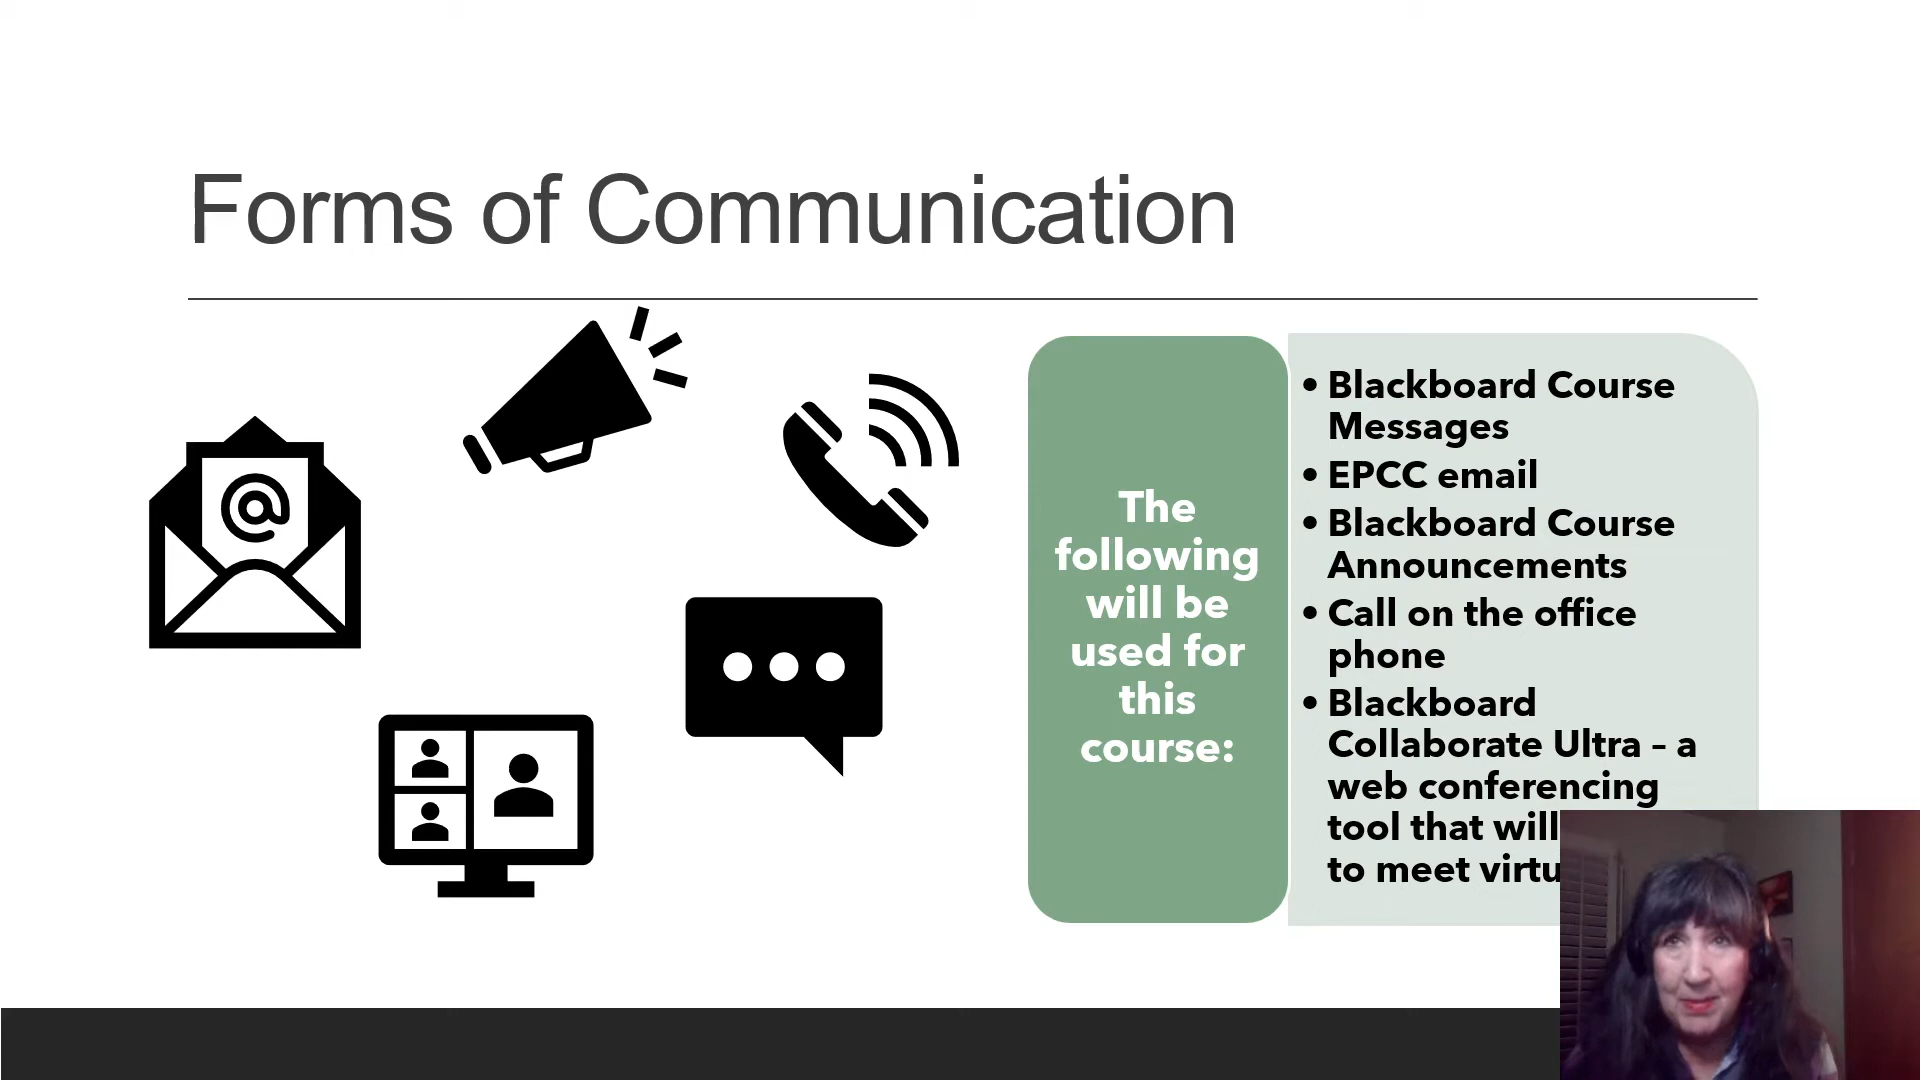 Forms of Communication
The
following
will be
used for
this
course:
• Blackboard Course
Messages
• EPCC email
• Blackboard Course
Announcements
• Call on the office
phone
• Blackboard
Collaborate Ultra – a
web conferencing
tool that will
to meet